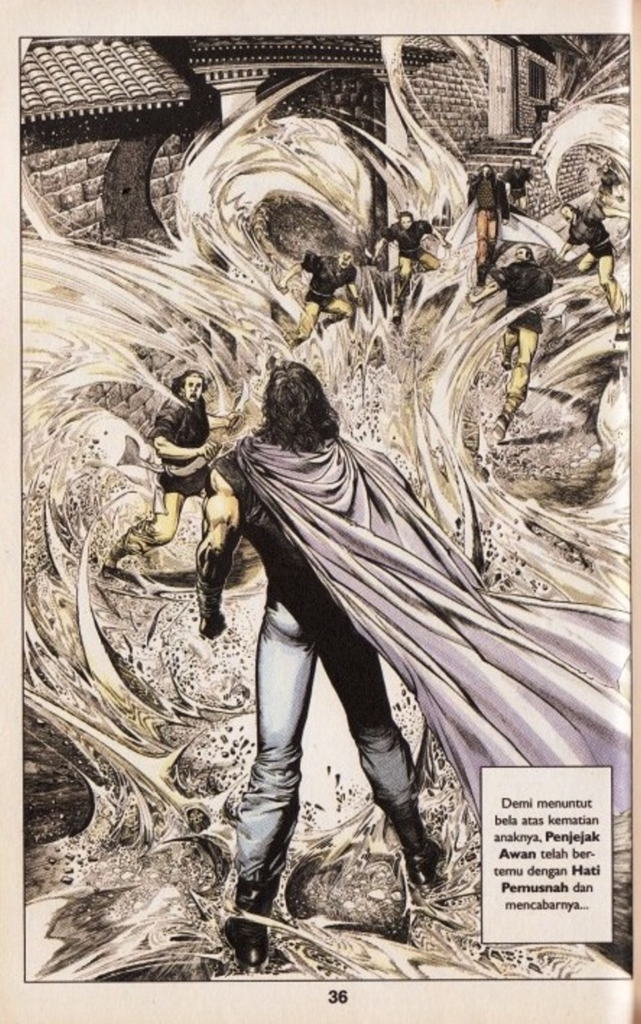 Demi menuntut
bela atas kematian
anaknya, Penjejak
Awan telah ber-
temu dengan Hati
Pemusnah dan
mencabarnya...
36